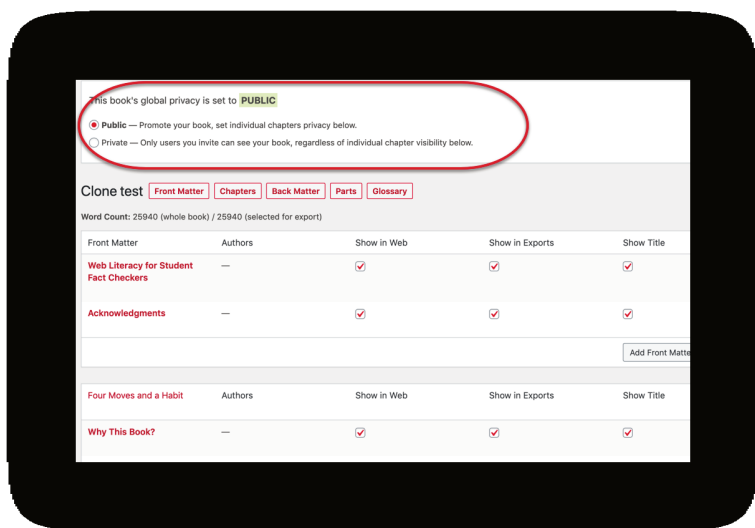 This book's global privacy is set to PUBLIC
Public — Promote your book, set individual chapters privacy below.
Private — Only users you invite can see your book, regardless of individual chapter visibility below.
Clone test Front Matter Chapters Back Matter Parts Glossary
Word Count: 25940 (whole book) / 25940 (selected for export)
Front Matter Authors Show in Web Show in Exports Show Title
Web Literacy for Student — 
Fact Checkers
Acknowledgments —
Add Front Matte
Four Moves and a Habit Authors Show in Web Show in Exports Show Title
Why This Book? —